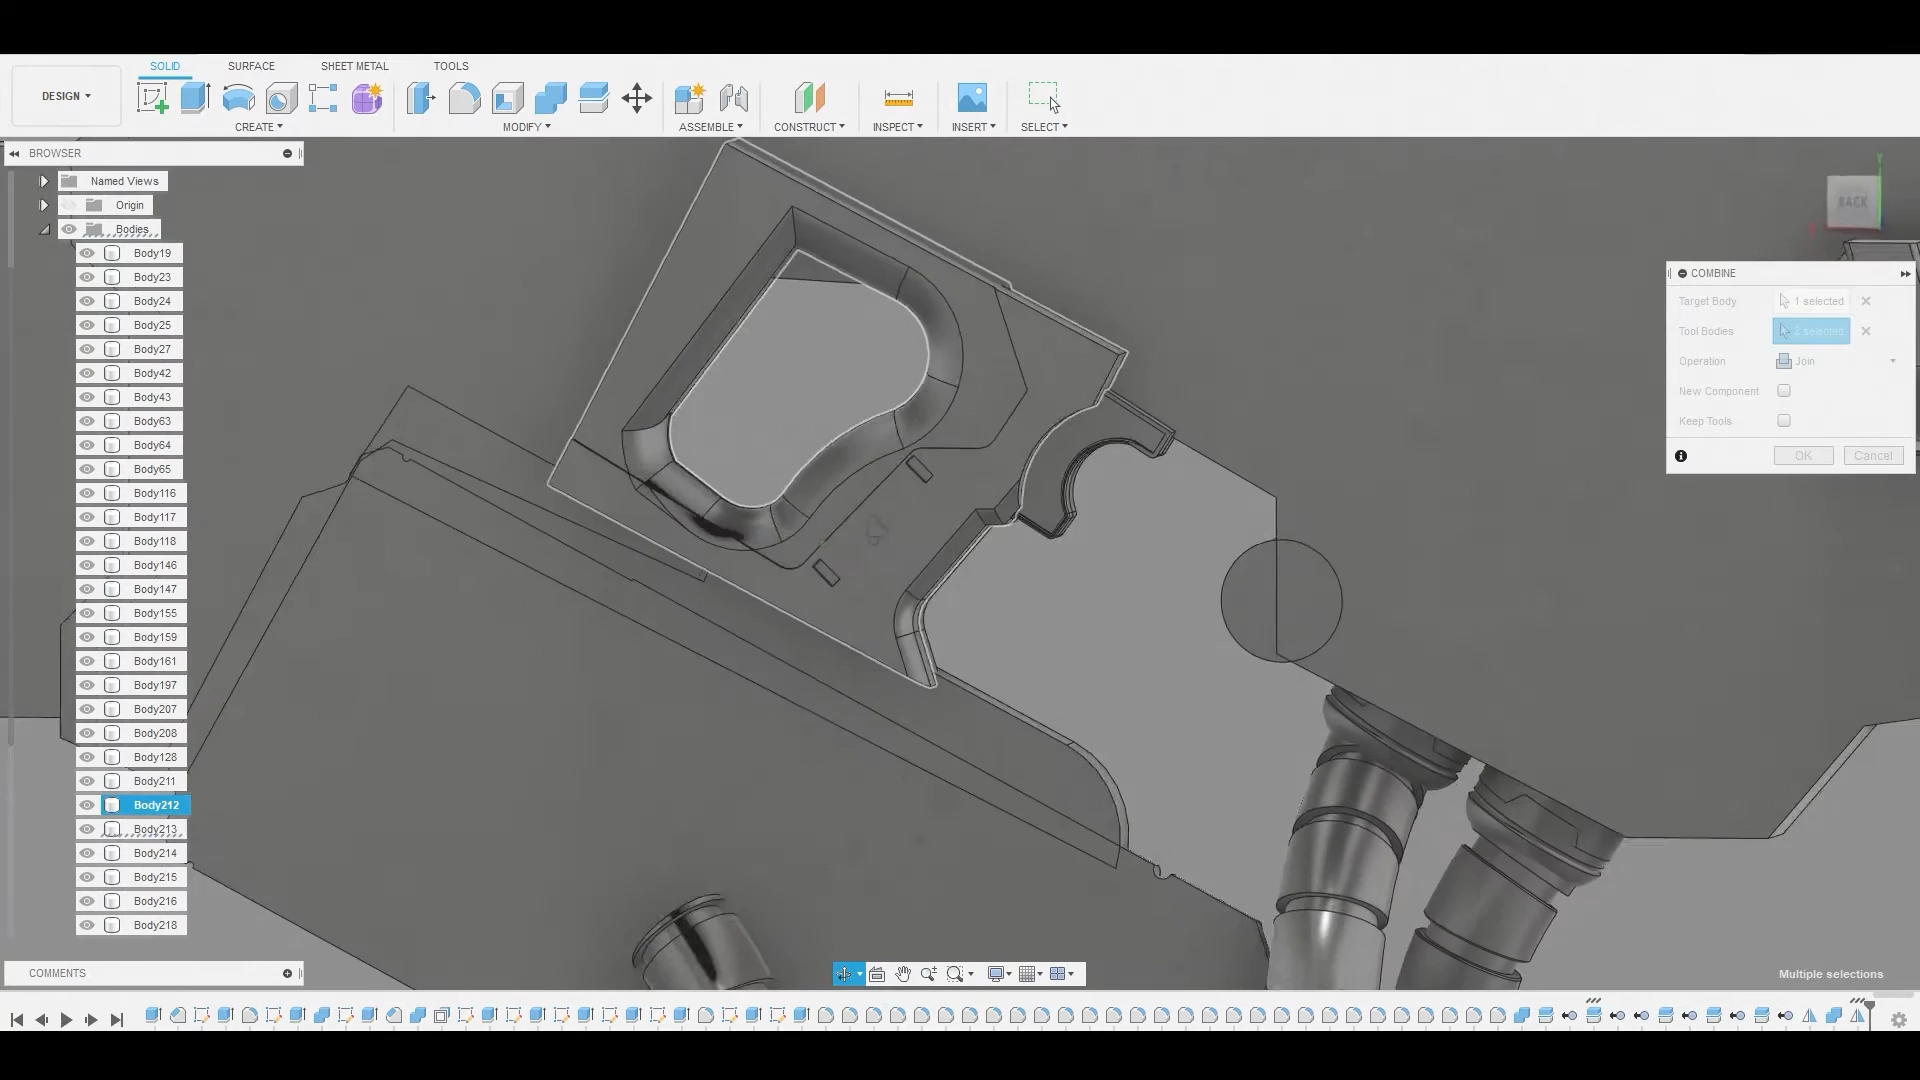 SOLID SURFACE SHEET METAL TOOLS
DESIGN
CREATE MODIFY ASSEMBLE CONSTRUCT INSPECT INSERT SELECT
BROWSER
Named Views
Origin
Bodies
Body19
Body23
Body24
Body25
Body27
Body42
Body43
Body63
Body64
Body65
Body116
Body117
Body118
Body146
Body147
Body155
Body159
Body161
Body197
Body207
Body208
Body128
Body211
Body212
Body213
Body214
Body215
Body216
Body218
COMMENTS
Y
BACK
COMBINE
Target Body 1 selected
Tool Bodies 2 selected
Operation Join
New Component
Keep Tools
OK Cancel
Multiple selections